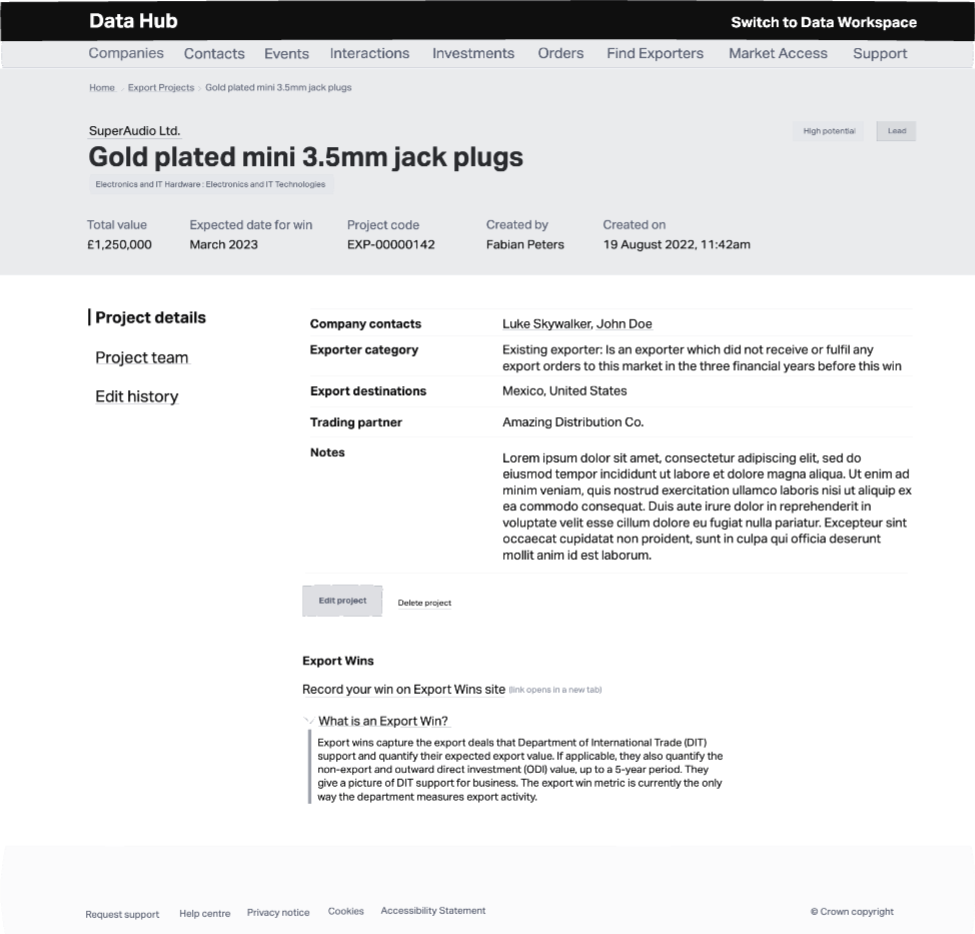 Data Hub
Switch to Data Workspace
Companies Contacts Events Interactions Investments Orders Find Exporters Market Access Support
Home Export Projects Gold plated mini 3.5mm jack plugs
SuperAudio Ltd.
High potential Lead
Gold plated mini 3.5mm jack plugs
Electronics and IT Hardware : Electronics and IT Technologies
Total value Expected date for win Project code Created by Created on
£1,250,000 March 2023 EXP-00000142 Fabian Peters 19 August 2022, 11:42am
Project details
Project team
Edit history
Company contacts Luke Skywalker, John Doe
Exporter category Existing exporter: Is an exporter which did not receive or fulfil any
export orders to this market in the three financial years before this win
Export destinations Mexico, United States
Trading partner Amazing Distribution Co.
Notes Lorem ipsum dolor sit amet, consectetur adipiscing elit, sed do
eiusmod tempor incididunt ut labore et dolore magna aliqua. Ut enim ad
minim veniam, quis nostrud exercitation ullamco laboris nisi ut aliquip ex
ea commodo consequat. Duis aute irure dolor in reprehenderit in
voluptate velit esse cillum dolore eu fugiat nulla pariatur. Excepteur sint
occaecat cupidatat non proident, sunt in culpa qui officia deserunt
mollit anim id est laborum.
Edit project Delete project
Export Wins
Record your win on Export Wins site (link opens in a new tab)
What is an Export Win?
Export wins capture the export deals that Department of International Trade (DIT)
support and quantify their expected export value. If applicable, they also quantify the
non-export and outward direct investment (ODI) value, up to a 5-year period. They
give a picture of DIT support for business. The export win metric is currently the only
way the department measures export activity.
Request support Help centre Privacy notice Cookies Accessibility Statement © Crown copyright